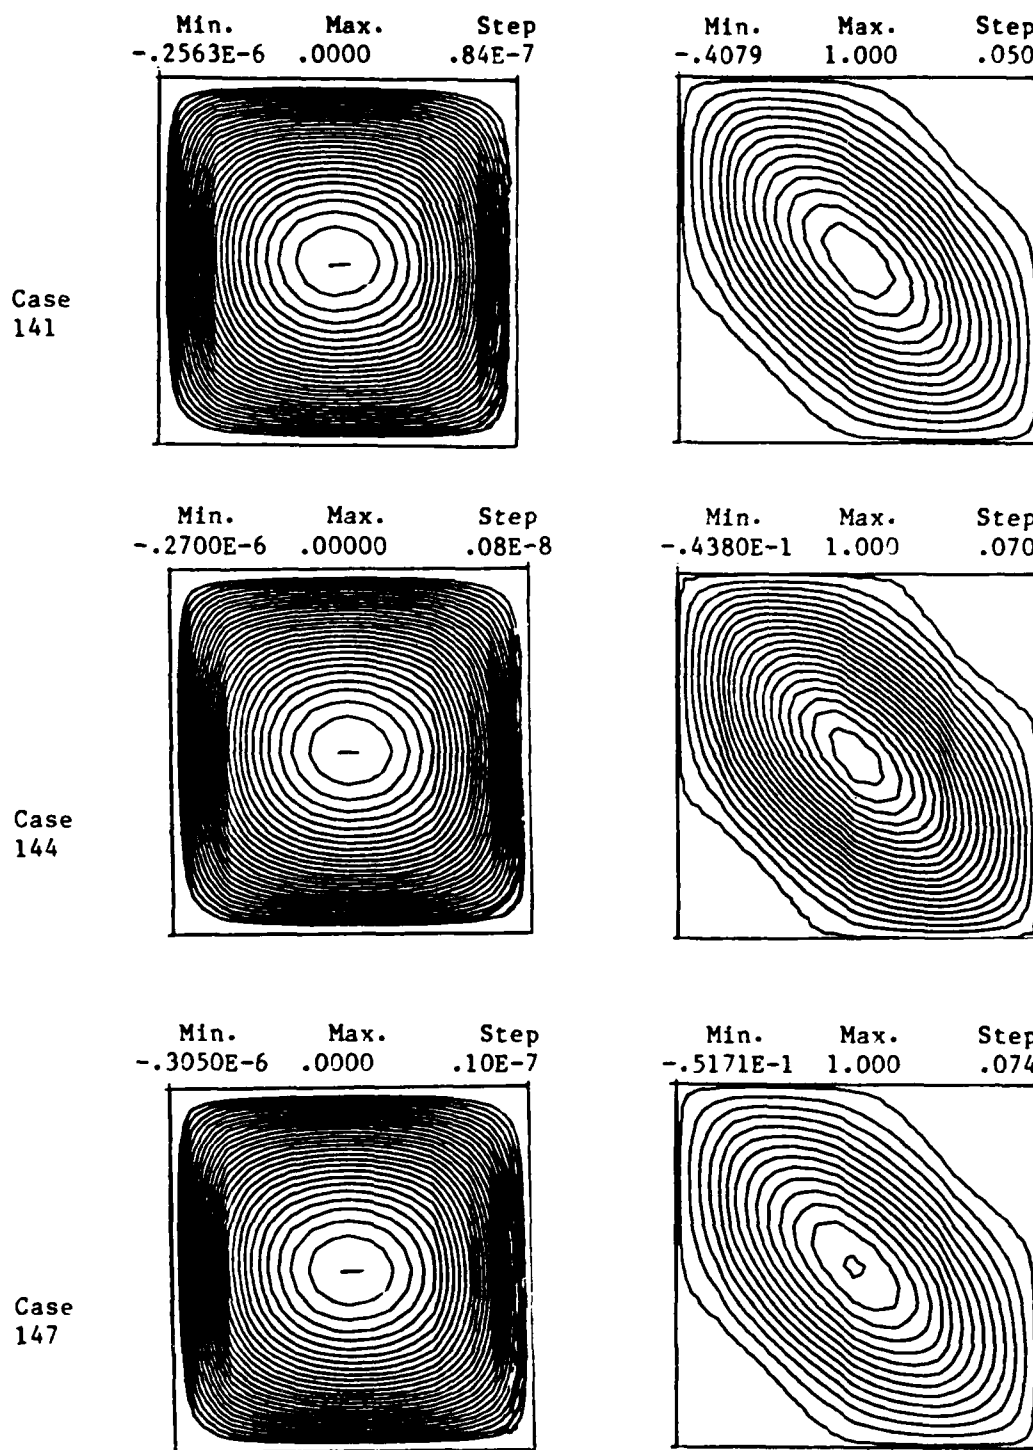 Min. Max. Step
-.2563E-6 .0000 .84E-7
Min. Max. Step
-.4079 1.000 .050
Case
141
Min. Max. Step
-.2700E-6 .00000 .08E-8
Min. Max. Step
-.4380E-1 1.000 .070
Case
144
Min. Max. Step
-.3050E-6 .0000 .10E-7
Min. Max. Step
-.5171E-1 1.000 .074
Case
147